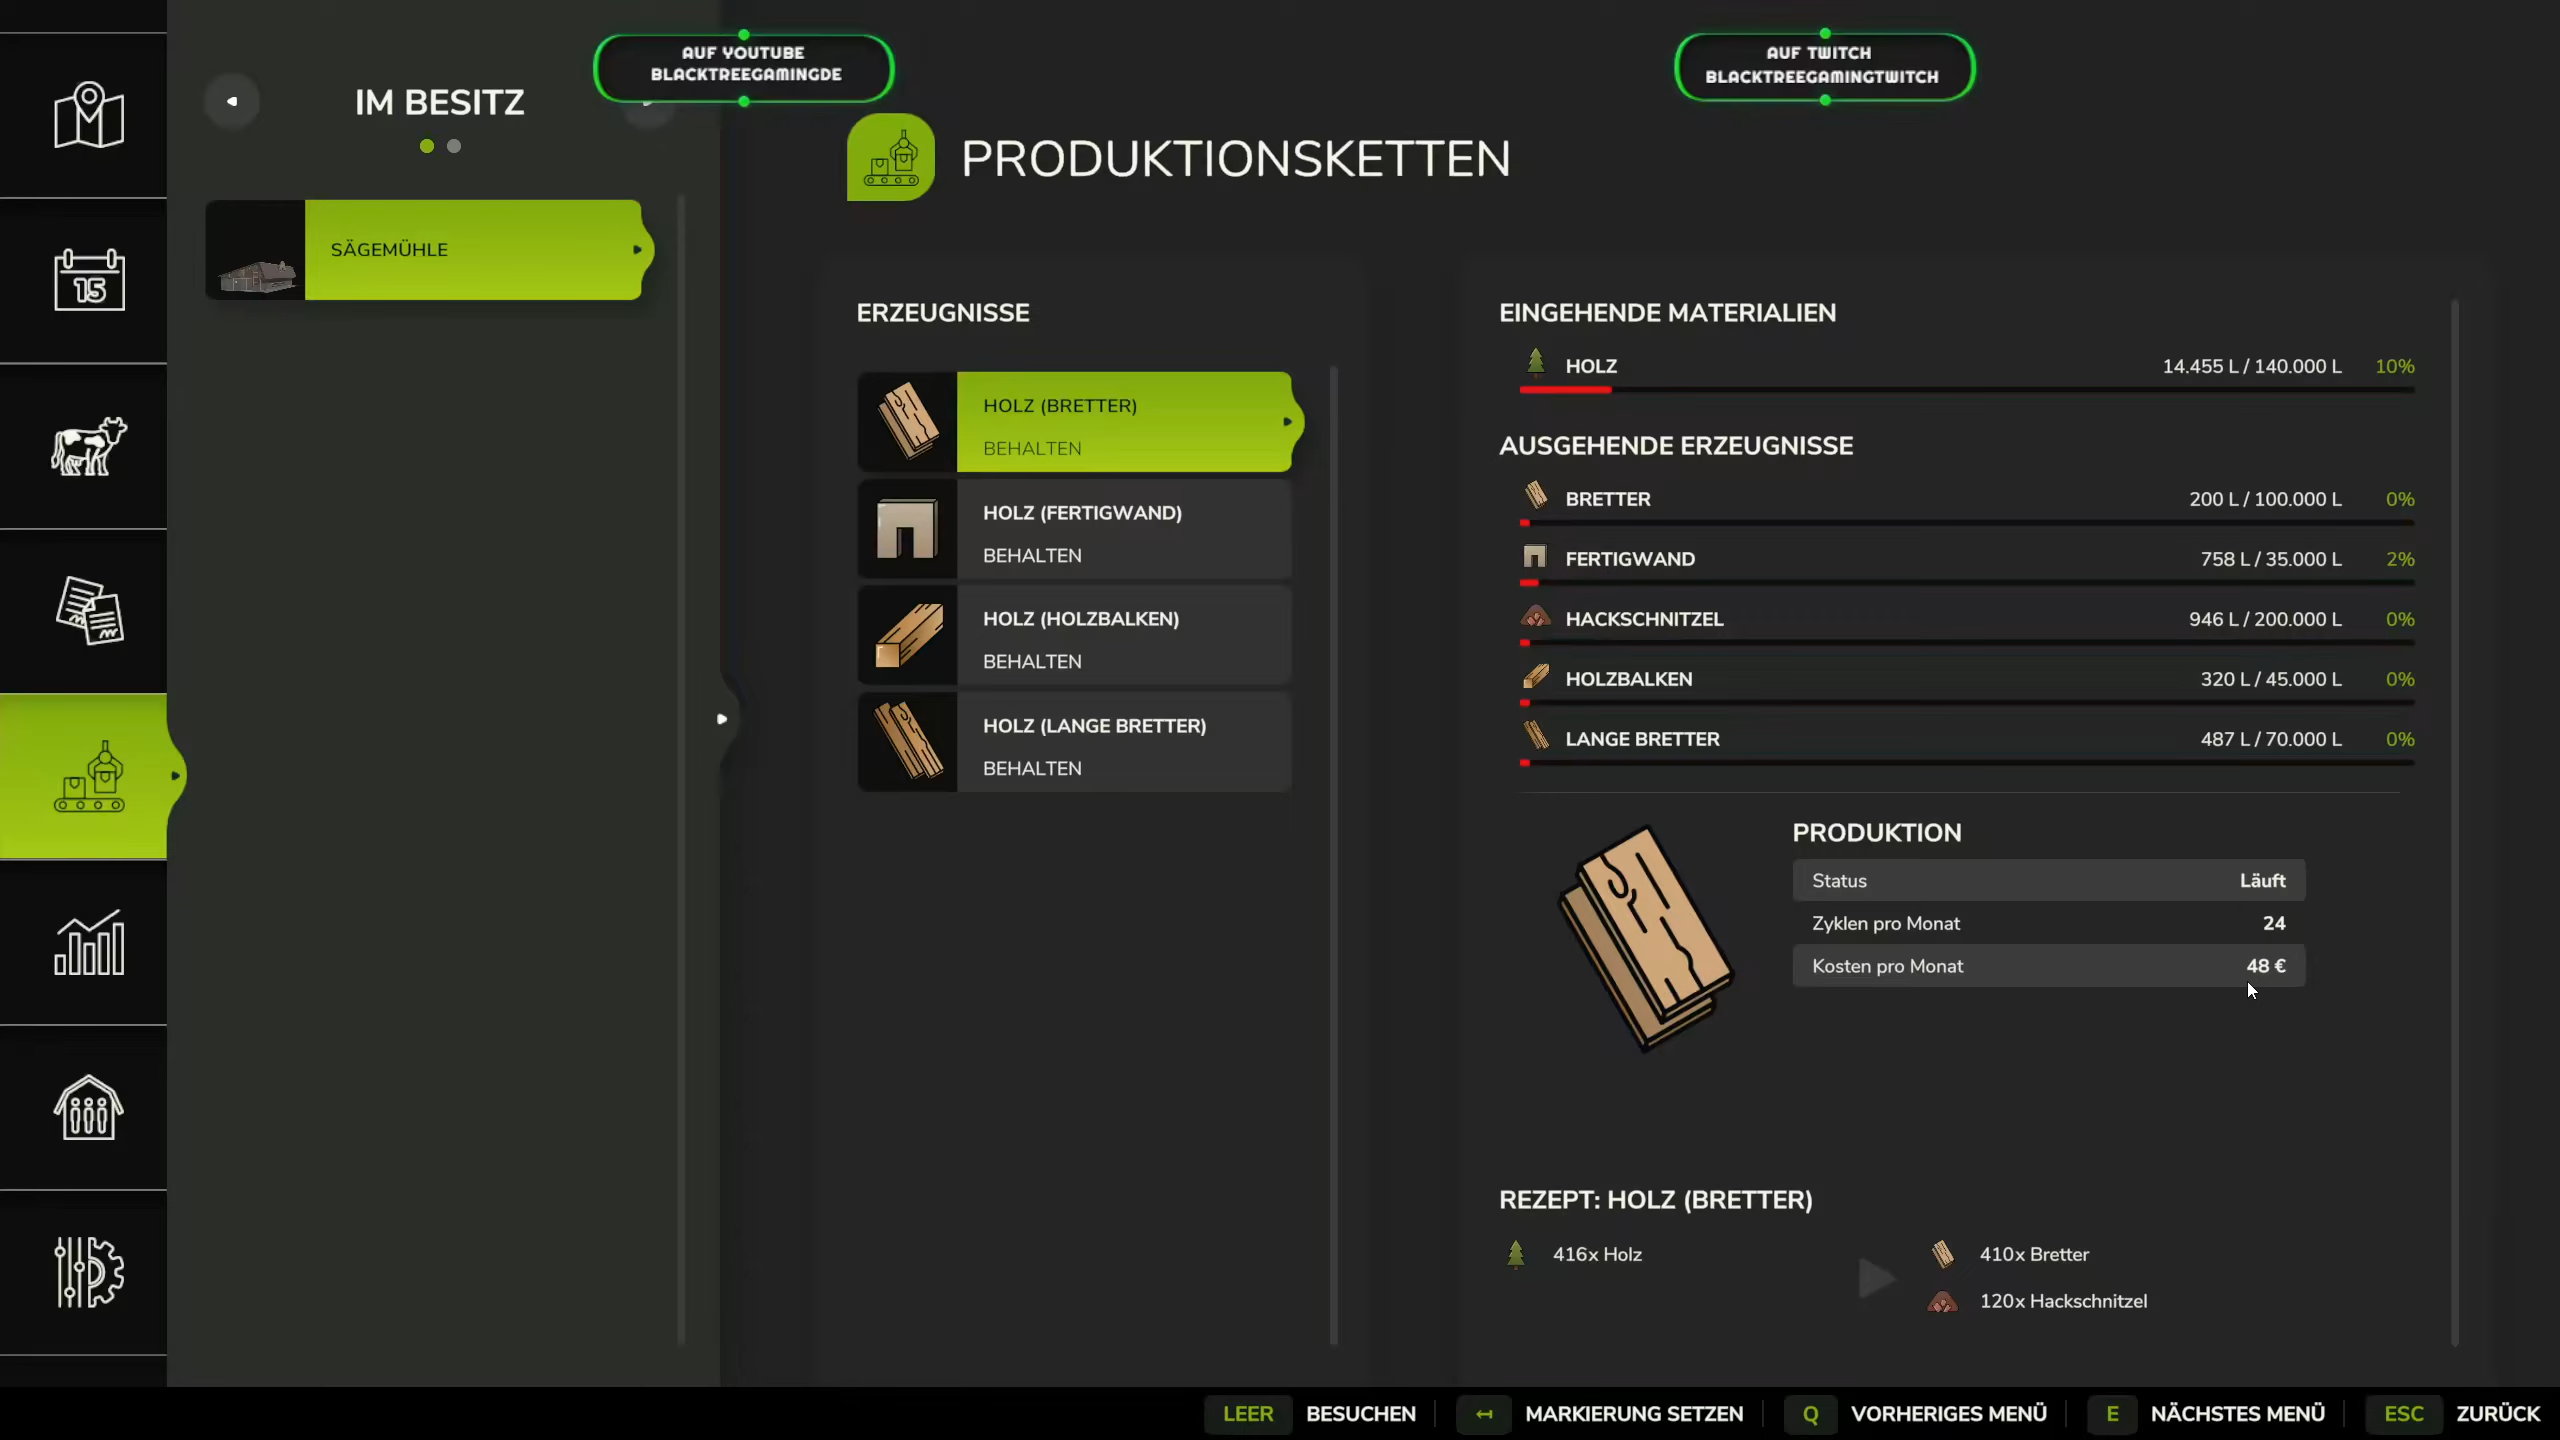 AUF YOUTUBE
BLACKTREEGAMINGDE
AUF TWITCH
BLACKTREEGAMINGTWITCH
15
IM BESITZ
SÄGEMÜHLE
PRODUKTIONSKETTEN
ERZEUGNISSE
HOLZ (BRETTER)
BEHALTEN
HOLZ (FERTIGWAND)
BEHALTEN
HOLZ (HOLZBALKEN)
BEHALTEN
HOLZ (LANGE BRETTER)
BEHALTEN
EINGEHENDE MATERIALIEN
HOLZ 14.455 L / 140.000 L 10%
AUSGEHENDE ERZEUGNISSE
BRETTER 200 L / 100.000 L 0%
FERTIGWAND 758 L / 35.000 L 2%
HACKSCHNITZEL 946 L / 200.000 L 0%
HOLZBALKEN 320 L / 45.000 L 0%
LANGE BRETTER 487 L / 70.000 L 0%
PRODUKTION
Status Läuft
Zyklen pro Monat 24
Kosten pro Monat 48 €
REZEPT: HOLZ (BRETTER)
416x Holz
410x Bretter
120x Hackschnitzel
LEER BESUCHEN MARKIERUNG SETZEN Q VORHERIGES MENÜ E NÄCHSTES MENÜ ESC ZURÜCK